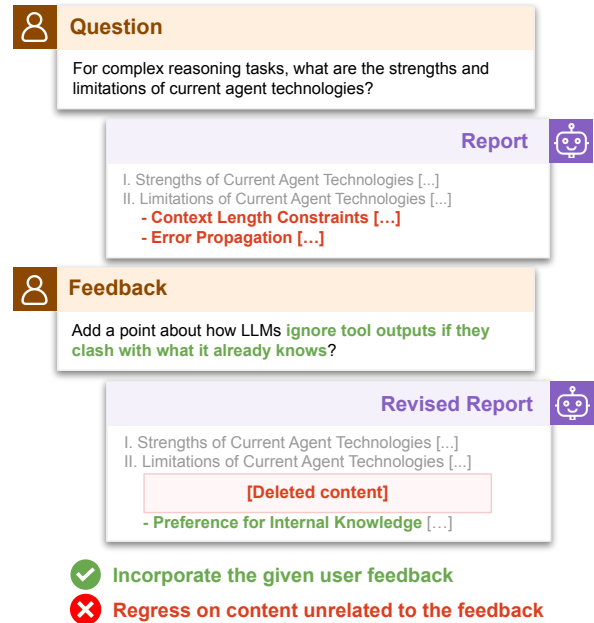 Question
For complex reasoning tasks, what are the strengths and
limitations of current agent technologies?
Report
I. Strengths of Current Agent Technologies [...]
II. Limitations of Current Agent Technologies [...]
- Context Length Constraints […]
- Error Propagation […]
Feedback
Add a point about how LLMs ignore tool outputs if they
clash with what it already knows?
Revised Report
I. Strengths of Current Agent Technologies [...]
II. Limitations of Current Agent Technologies [...]
[Deleted content]
- Preference for Internal Knowledge […]
Incorporate the given user feedback
Regress on content unrelated to the feedback